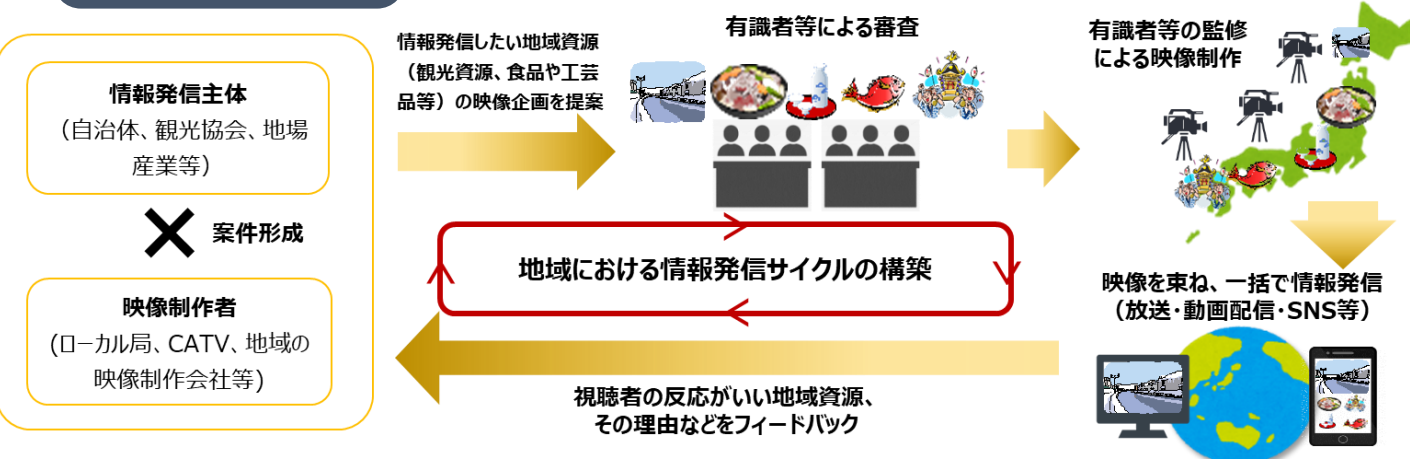 情報発信主体
(自治体、観光協会、地場
産業等)
案件形成
映像制作者
(ローカル局、CATV、地域の
映像制作会社等)
情報発信したい地域資源
(観光資源、食品や工芸
品等)の映像企画を提案
有識者等による審査
有識者等の監修
による映像制作
地域における情報発信サイクルの構築
映像を束ね、一括で情報発信
(放送・動画配信・SNS等)
視聴者の反応がいい地域資源、
その理由などをフィードバック